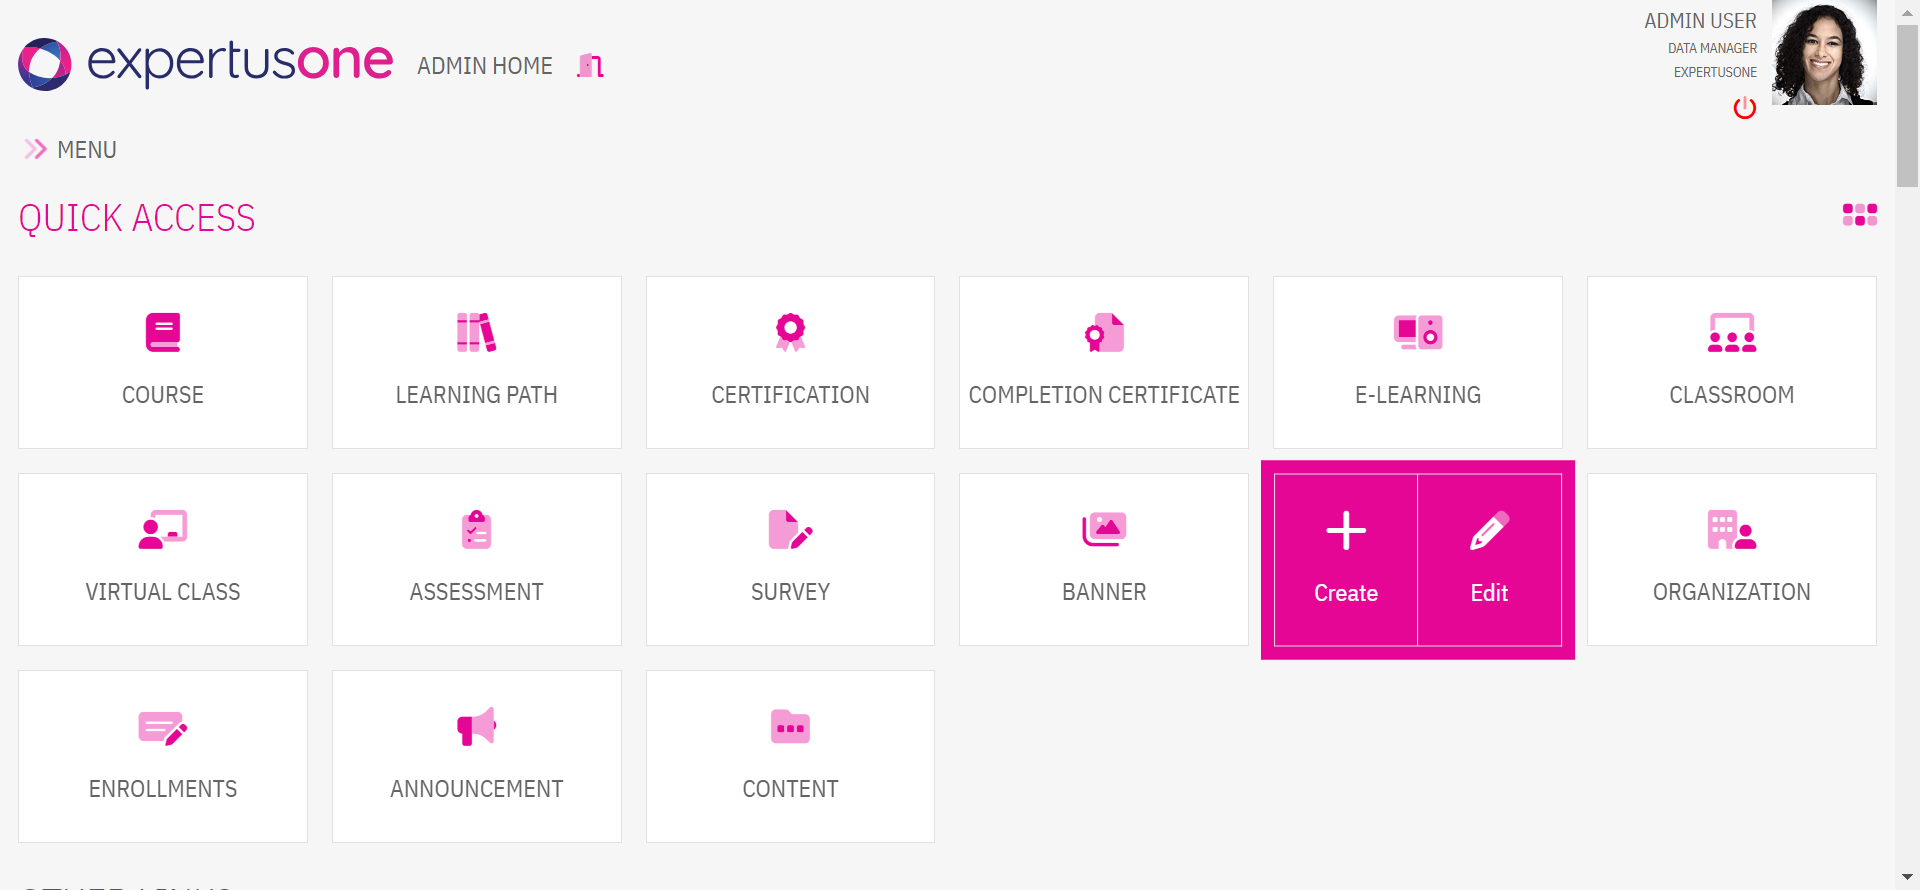 expertusone ADMIN HOME
ADMIN USER
DATA MANAGER
EXPERTUSONE
MENU
QUICK ACCESS
COURSE
LEARNING PATH
CERTIFICATION
COMPLETION CERTIFICATE
E-LEARNING
CLASSROOM
VIRTUAL CLASS
ASSESSMENT
SURVEY
BANNER
Create
Edit
ORGANIZATION
ENROLLMENTS
ANNOUNCEMENT
CONTENT